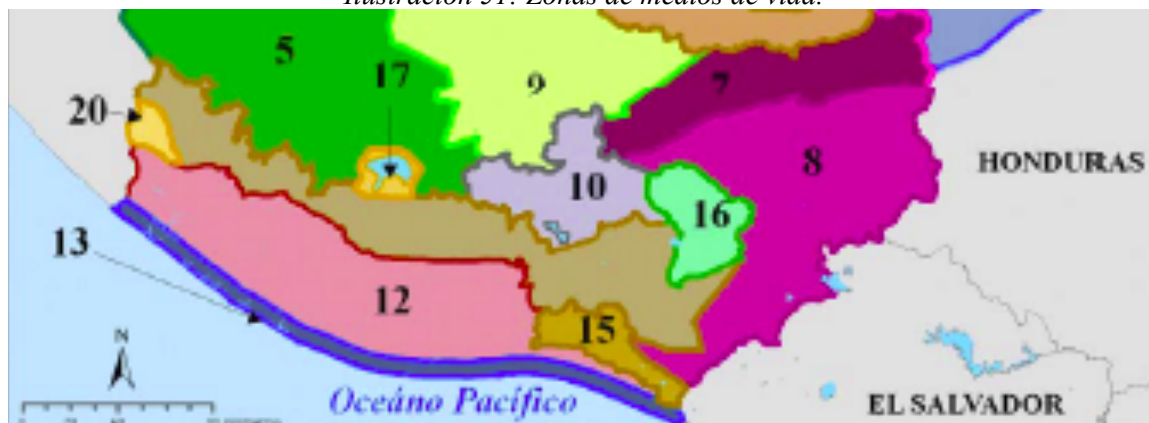 Ilustración 31: Zonas de medios de vida.
5
17
9
7
20
8
HONDURAS
10
16
13
12
15
N
Oceáno Pacífico
EL SALVADOR